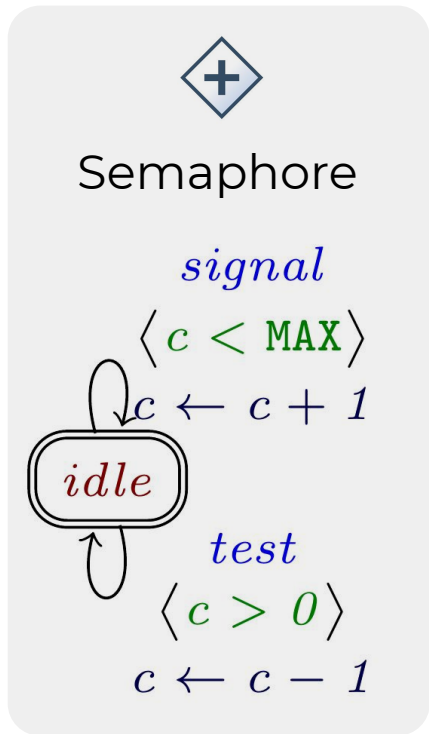 Semaphore
signal
⟨c < MAX⟩
c ← c + 1
idle
test
⟨c > 0⟩
c ← c − 1